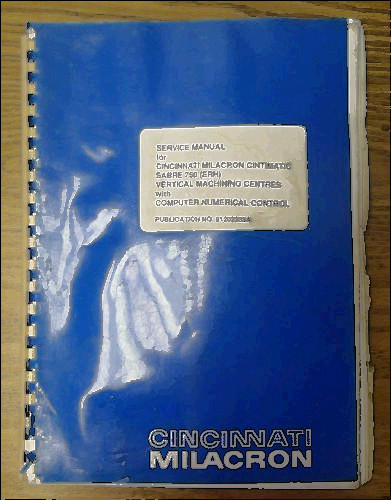 SERVICE MANUAL
for
CINCINNATI MILACRON CINTIMATIC
SABRE 750 (ERH)
VERTICAL MACHINING CENTRES
with
COMPUTER NUMERICAL CONTROL
PUBLICATION NO.
CINCINNATI
MILACRON